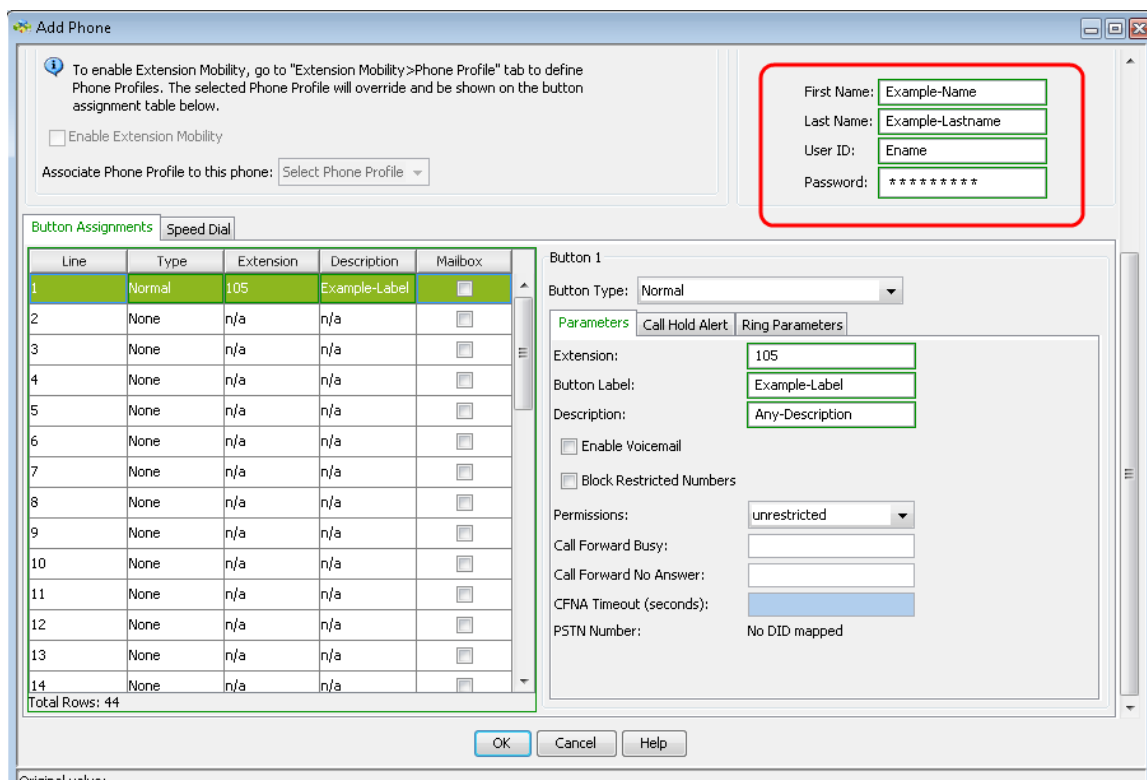 Add Phone
To enable Extension Mobility, go to "Extension Mobility>Phone Profile" tab to define
Phone Profiles. The selected Phone Profile will override and be shown on the button
assignment table below.
Enable Extension Mobility
Associate Phone Profile to this phone: Select Phone Profile
First Name: Example-Name
Last Name: Example-Lastname
User ID: Ename
Password: *********
Button Assignments Speed Dial
Line Type Extension Description Mailbox
1 Normal 105 Example-Label
2 None n/a n/a
3 None n/a n/a
4 None n/a n/a
5 None n/a n/a
6 None n/a n/a
7 None n/a n/a
8 None n/a n/a
9 None n/a n/a
10 None n/a n/a
11 None n/a n/a
12 None n/a n/a
13 None n/a n/a
14 None n/a n/a
Total Rows: 44
Button 1
Button Type: Normal
Parameters Call Hold Alert Ring Parameters
Extension: 105
Button Label: Example-Label
Description: Any-Description
Enable Voicemail
Block Restricted Numbers
Permissions: unrestricted
Call Forward Busy:
Call Forward No Answer:
CFNA Timeout (seconds):
PSTN Number: No DID mapped
OK Cancel Help
Original value: